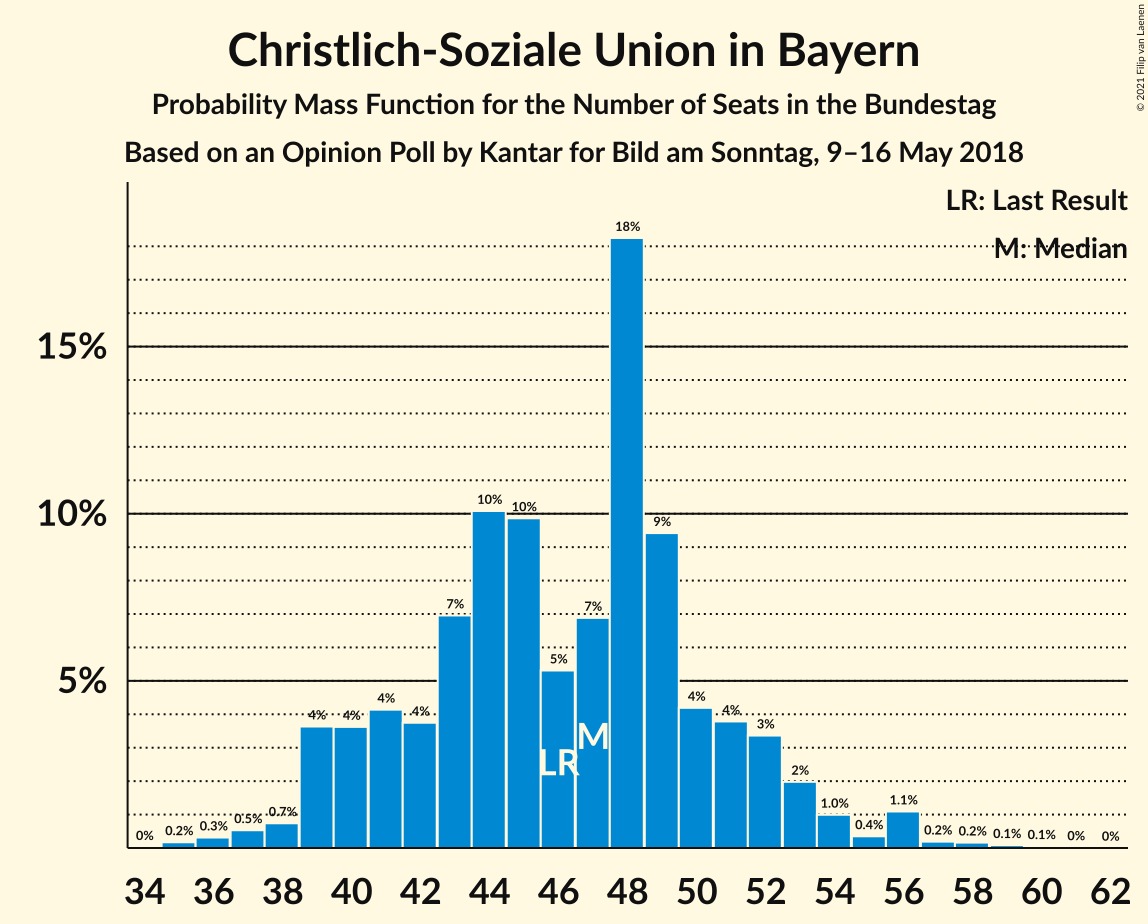 Christlich-Soziale Union in Bayern
Probability Mass Function for the Number of Seats in the Bundestag
Based on an Opinion Poll by Kantar for Bild am Sonntag, 9–16 May 2018
© 2021 Filip van Laenen
LR: Last Result
M: Median
15%
10%
5%
0% 0.2% 0.3% 0.5% 0.7% 4% 4% 4% 4% 7% 10% 10% 5% 7% 18% 9% 4% 4% 3% 2% 1.0% 0.4% 1.1% 0.2% 0.2% 0.1% 0.1% 0% 0%
LR M
34 36 38 40 42 44 46 48 50 52 54 56 58 60 62